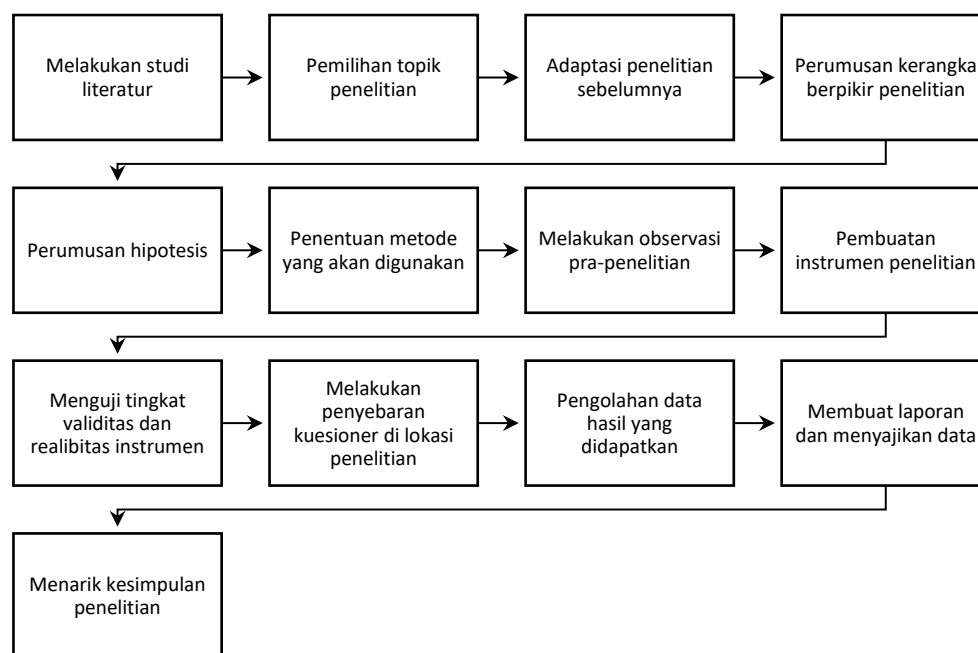 Melakukan studi
literatur
Pemilihan topik
penelitian
Adaptasi penelitian
sebelumnya
Perumusan kerangka
berpikir penelitian
Perumusan hipotesis
Penentuan metode
yang akan digunakan
Melakukan observasi
pra-penelitian
Pembuatan
instrumen penelitian
Menguji tingkat
validitas dan
realibitas instrumen
Melakukan
penyebaran
kuesioner di lokasi
penelitian
Pengolahan data
hasil yang
didapatkan
Membuat laporan
dan menyajikan data
Menarik kesimpulan
penelitian